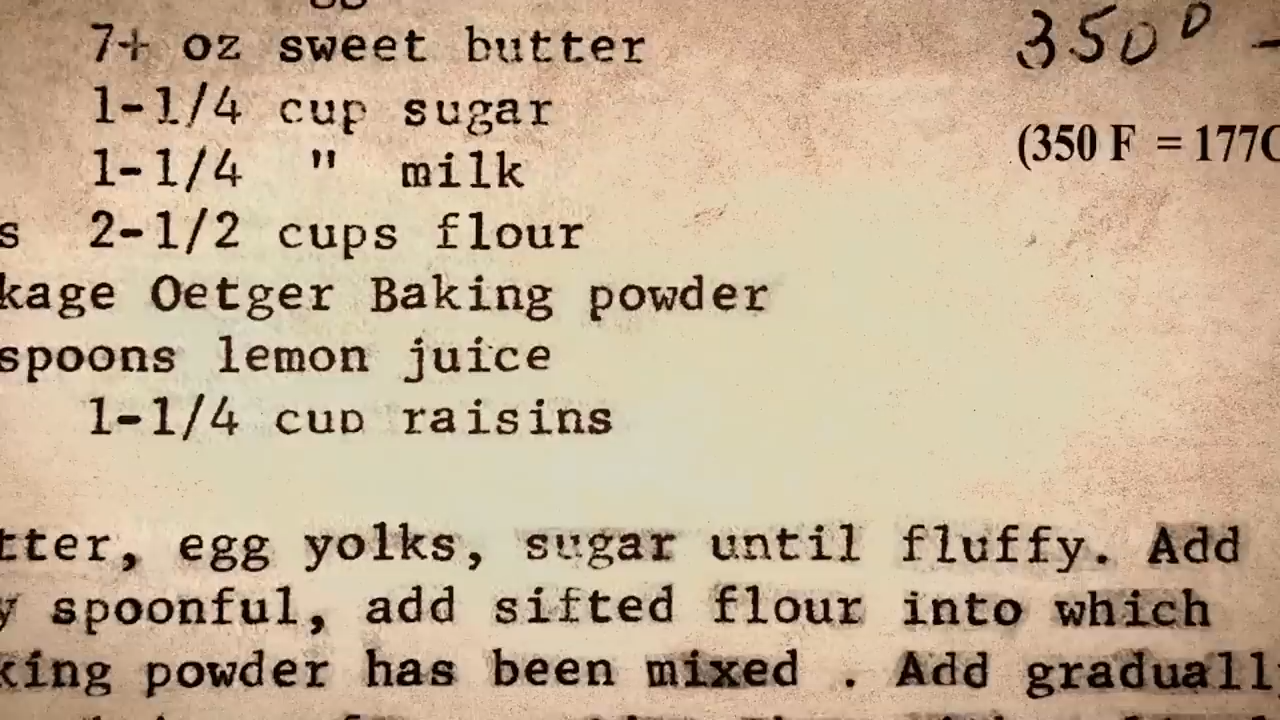 7+ oz sweet butter
350° -
1-1/4 cup sugar
(350 F = 177C
1-1/4 " milk
s 2-1/2 cups flour
kage Oetger Baking powder
spoons lemon juice
1-1/4 cup raisins
tter, egg yolks, sugar until fluffy. Add
y spoonful, add sifted flour into which
king powder has been mixed . Add gradually